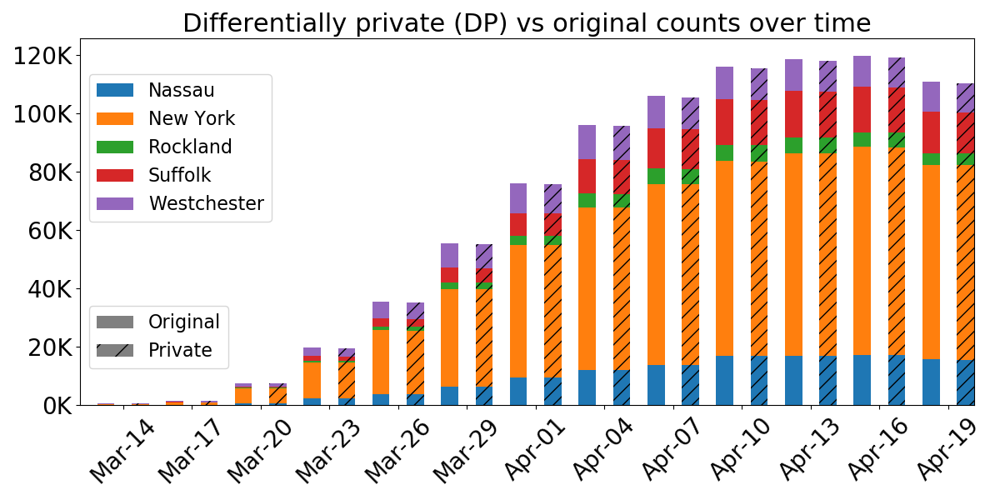 Differentially private (DP) vs original counts over time
120K
100K
80K
60K
40K
20K
0K
Nassau
New York
Rockland
Suffolk
Westchester
Original
Private
Mar-14
Mar-17
Mar-20
Mar-23
Mar-26
Mar-29
Apr-01
Apr-04
Apr-07
Apr-10
Apr-13
Apr-16
Apr-19